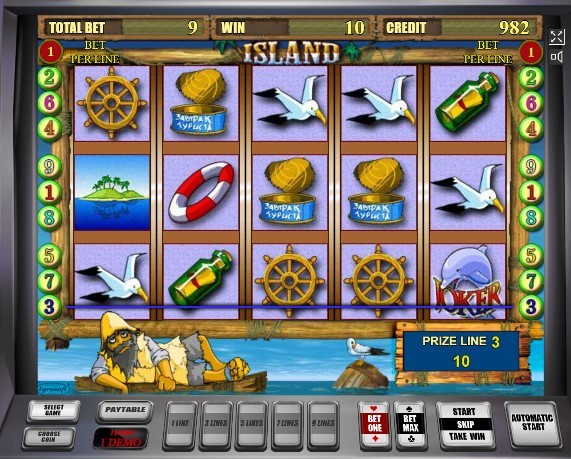 TOTAL BET 9 WIN 10 CREDIT 982
ISLAND
1 BET PER LINE
BET PER LINE 1
2 2
6 6
4 4
9 9
1 1
8 8
5 5
7 7
3 3
ЗАВТРАК ТУРИСТА
ЗАВТРАК ТУРИСТА
ЗАВТРАК ТУРИСТА
JOKER
PRIZE LINE 3
10
SELECT GAME
CHOOSE COIN
PAYTABLE
1 DEMO
1 LINE
3 LINES
5 LINES
7 LINES
9 LINES
BET ONE
BET MAX
START
SKIP
TAKE WIN
AUTOMATIC START